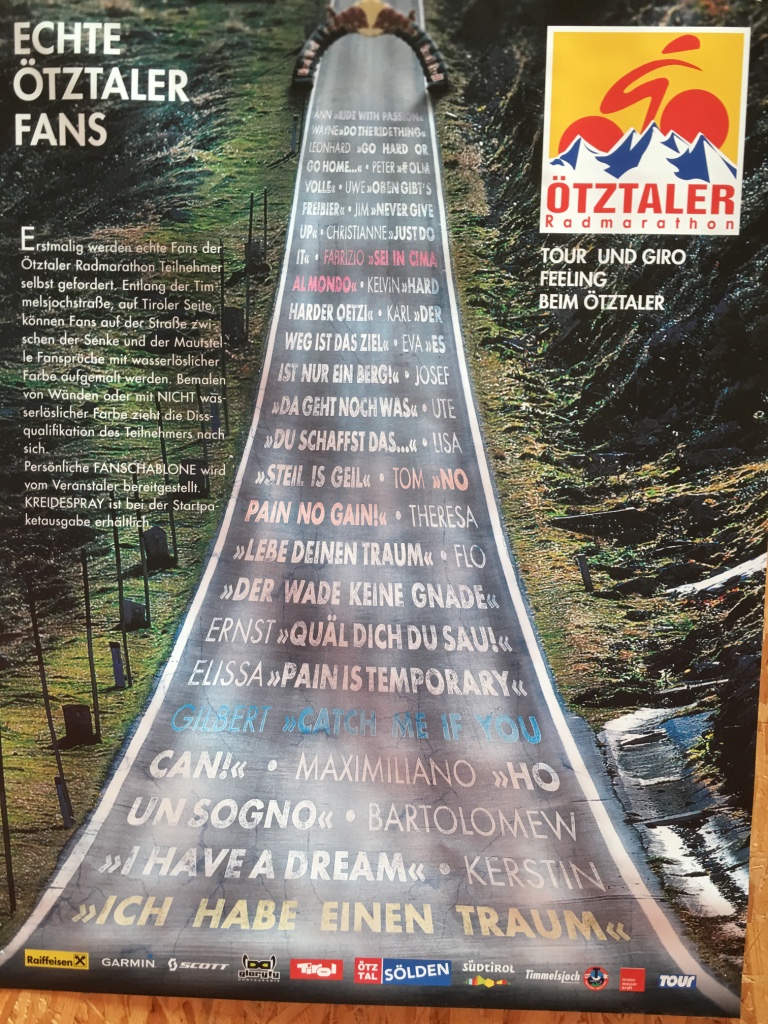 ECHTE
ÖTZTALER
FANS
Erstmalig werden echte Fans der
Ötztaler Radmarathon Teilnehmer
selbst gefordert. Entlang der Tim-
melsjochstraße, auf Tiroler Seite,
können Fans auf der Straße zwi-
schen der Senke und der Mautstel-
le Fansprüche mit wasserlöslicher
Farbe aufgemalt werden. Bemalen
von Wänden oder mit NICHT was-
serlöslicher Farbe zieht die Diss-
qualifikation des Teilnehmers nach
sich.
Persönliche FANSCHABLONE wird
vom Veranstaler bereitgestellt.
KREIDESPRAY ist bei der Startpa-
ketausgabe erhältlich.
ÖTZTALER
Radmarathon
TOUR UND GIRO
FEELING
BEIM ÖTZTALER
ANN »RIDE WITH PASSION«
WAYNE »DO THE RIDE THING«
LEONHARD »GO HARD OR
GO HOME...« • PETER
VOLLE« • UWE »OBEN GIBT'S
FREIBIER« • JIM »NEVER GIVE
UP« • CHRISTIANNE »JUST DO
IT« • FABRIZIO »SEI IN CIMA
AL MONDO« • KELVIN »HARD
HARDER OETZI« • KARL »DER
WEG IST DAS ZIEL« • EVA »ES
IST NUR EIN BERG!« • JOSEF
»DA GEHT NOCH WAS« • UTE
»DU SCHAFFST DAS...« • LISA
»STEIL IS GEIL« • TOM »NO
PAIN NO GAIN!« • THERESA
»LEBE DEINEN TRAUM« • FLO
»DER WADE KEINE GNADE«
ERNST »QUÄL DICH DU SAU!«
ELISSA »PAIN IS TEMPORARY«
GILBERT »CATCH ME IF YOU
CAN!« • MAXIMILIANO »HO
UN SOGNO« • BARTOLOMEW
»I HAVE A DREAM« • KERSTIN
»ICH HABE EINEN TRAUM«
Raiffeisen GARMIN SCOTT gloryfy Tirol ÖTZTAL SÖLDEN SÜDTIROL Timmelsjoch TOUR